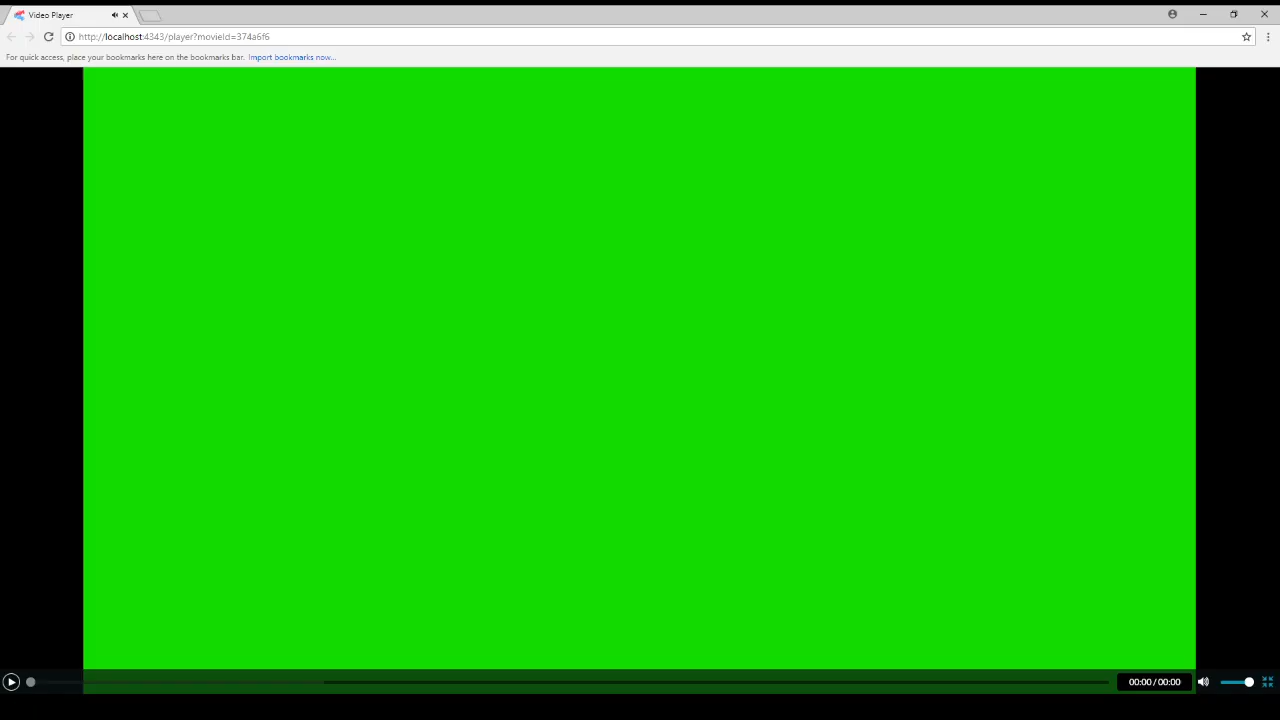 Video Player
http://localhost:4343/player?movieId=374a6f6
For quick access, place your bookmarks here on the bookmarks bar. Import bookmarks now...
00:00 / 00:00